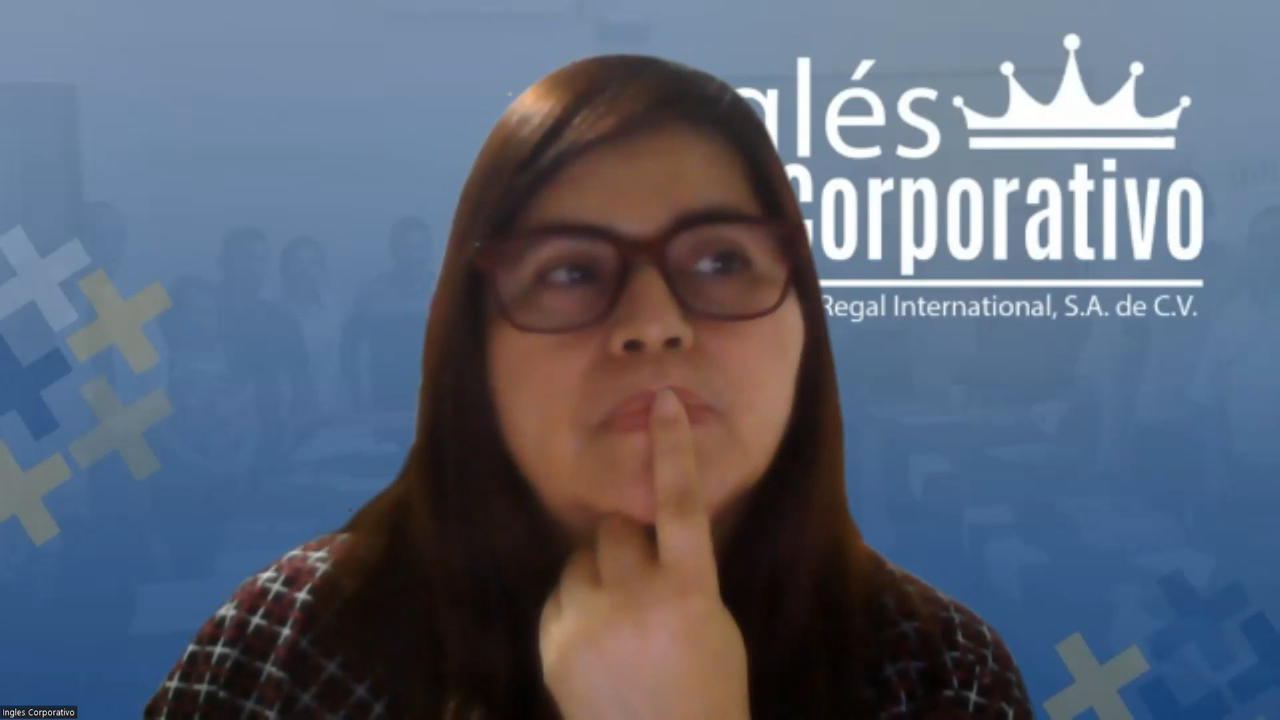 glés
Corporativo
Regal International, S.A. de C.V.
Ingles Corporativo